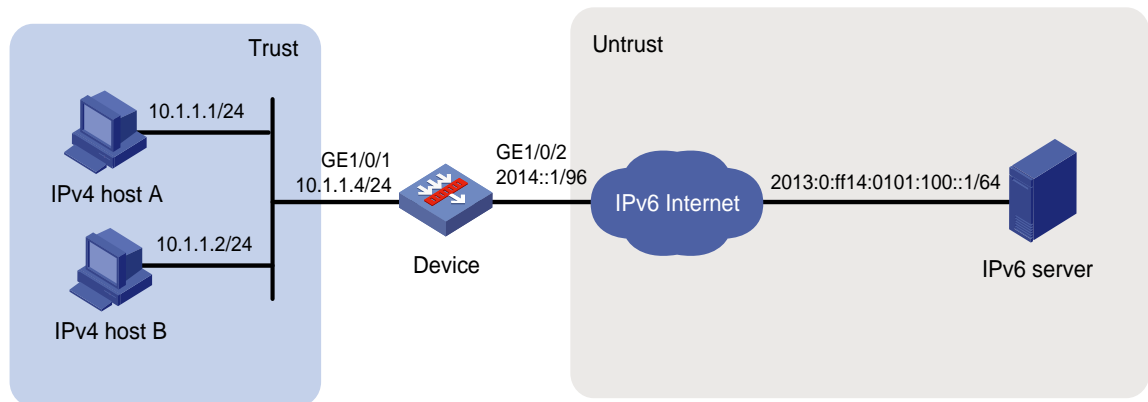 Trust
Untrust
10.1.1.1/24
IPv4 host A
10.1.1.2/24
IPv4 host B
GE1/0/1
10.1.1.4/24
Device
GE1/0/2
2014::1/96
IPv6 Internet
2013:0:ff14:0101:100::1/64
IPv6 server